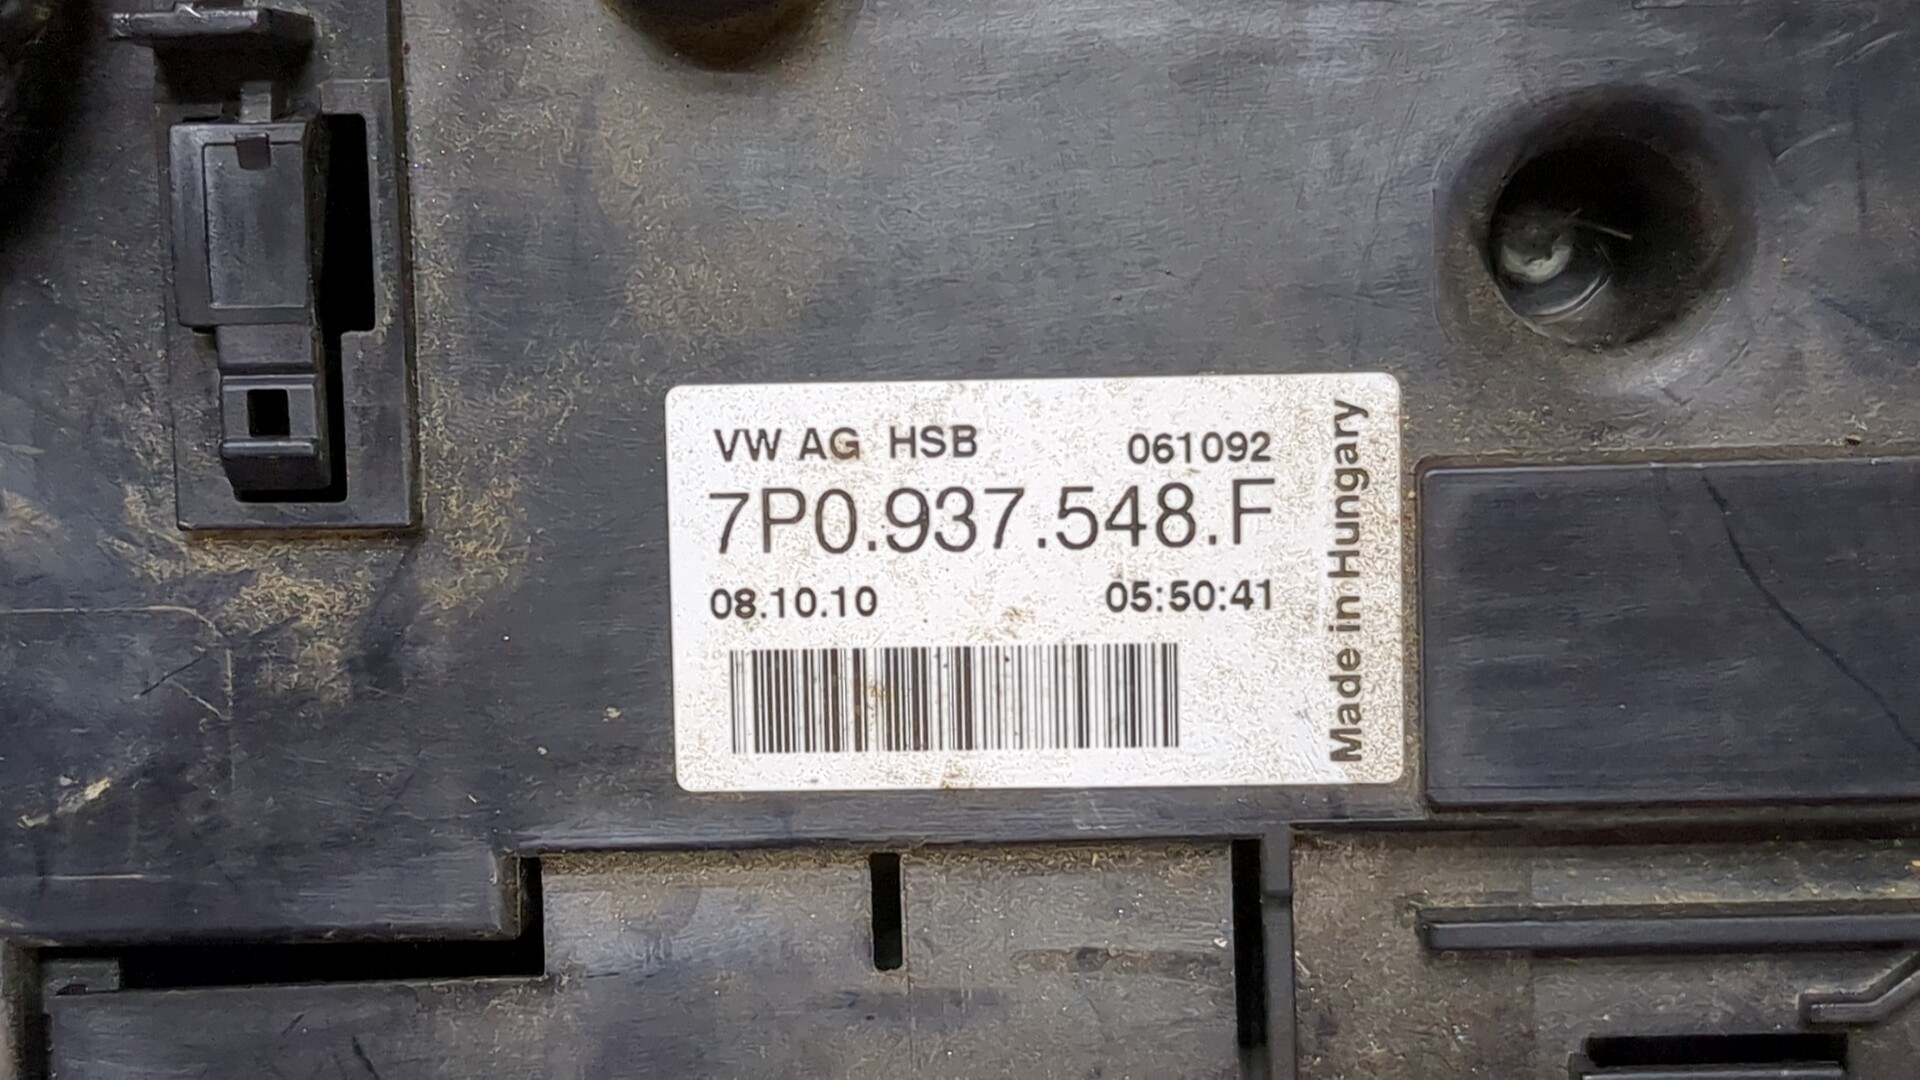 VW AG HSB 061092
7P0.937.548.F
08.10.10 05:50:41
Made in Hungary